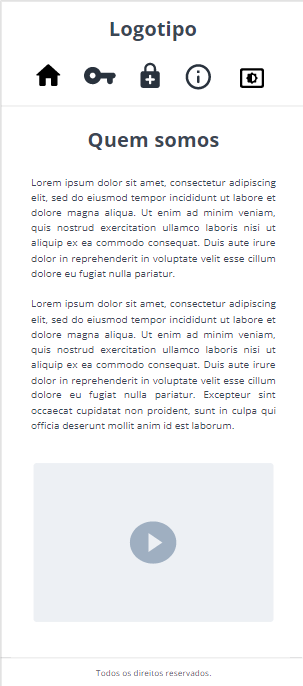 Logotipo
Quem somos
Lorem ipsum dolor sit amet, consectetur adipiscing
elit, sed do eiusmod tempor incididunt ut labore et
dolore magna aliqua. Ut enim ad minim veniam,
quis nostrud exercitation ullamco laboris nisi ut
aliquip ex ea commodo consequat. Duis aute irure
dolor in reprehenderit in voluptate velit esse cillum
dolore eu fugiat nulla pariatur.
Lorem ipsum dolor sit amet, consectetur adipiscing
elit, sed do eiusmod tempor incididunt ut labore et
dolore magna aliqua. Ut enim ad minim veniam,
quis nostrud exercitation ullamco laboris nisi ut
aliquip ex ea commodo consequat. Duis aute irure
dolor in reprehenderit in voluptate velit esse cillum
dolore eu fugiat nulla pariatur. Excepteur sint
occaecat cupidatat non proident, sunt in culpa qui
officia deserunt mollit anim id est laborum.
Todos os direitos reservados.